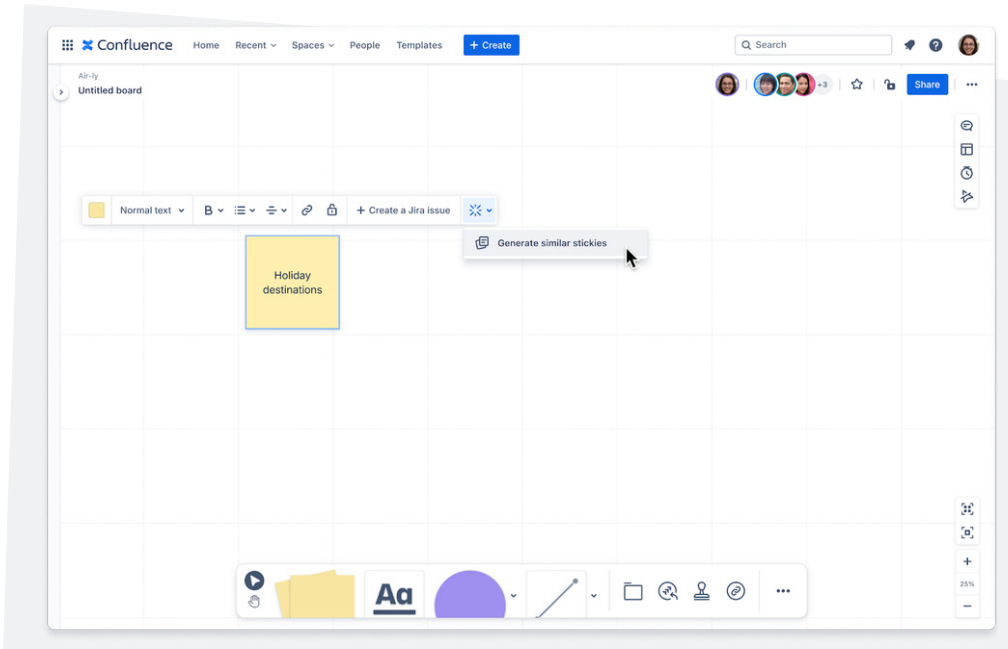 Confluence Home Recent Spaces People Templates + Create Search
Air-ly
Untitled board
+3 Share
Normal text B + Create a Jira issue
Generate similar stickies
Holiday
destinations
Aa
25%